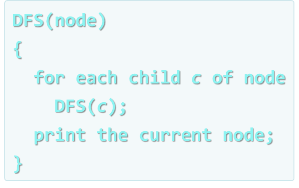 DFS(node)
{
for each child c of node
DFS(c);
print the current node;
}